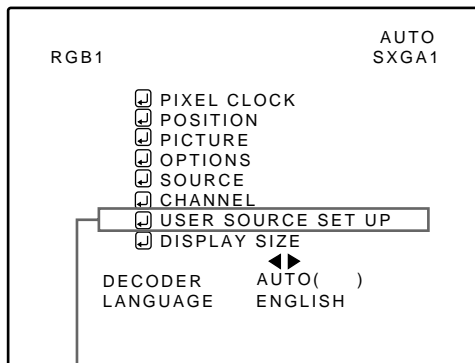 AUTO
RGB1 SXGA1
PIXEL CLOCK
POSITION
PICTURE
OPTIONS
SOURCE
CHANNEL
USER SOURCE SET UP
DISPLAY SIZE
DECODER AUTO( )
LANGUAGE ENGLISH